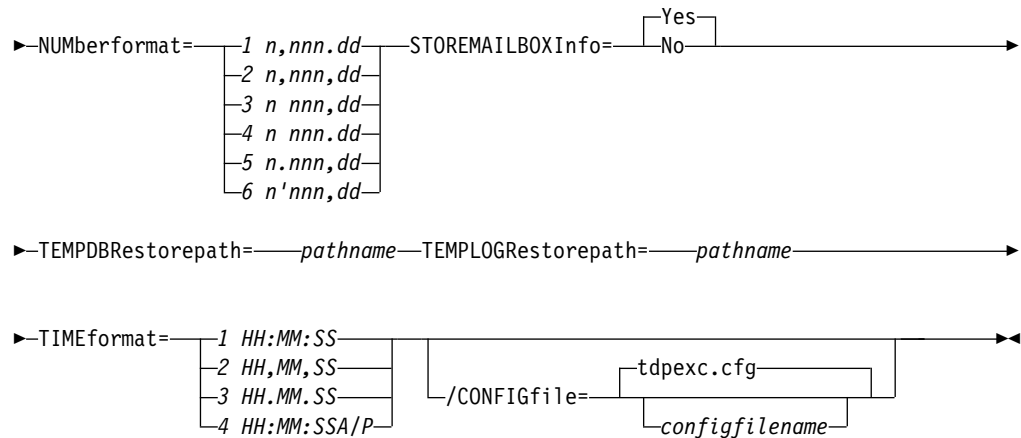 Yes
NUMberformat= 1 n,nnn.dd STOREMAILBOXInfo= No
2 n,nnn,dd
3 n nnn,dd
4 n nnn.dd
5 n.nnn,dd
6 n'nnn,dd
TEMPDBRestorepath= pathname TEMPLOGRestorepath= pathname
TIMEformat= 1 HH:MM:SS
2 HH,MM,SS
3 HH.MM.SS
4 HH:MM:SSA/P
tdpexc.cfg
/CONFIGfile=
configfilename